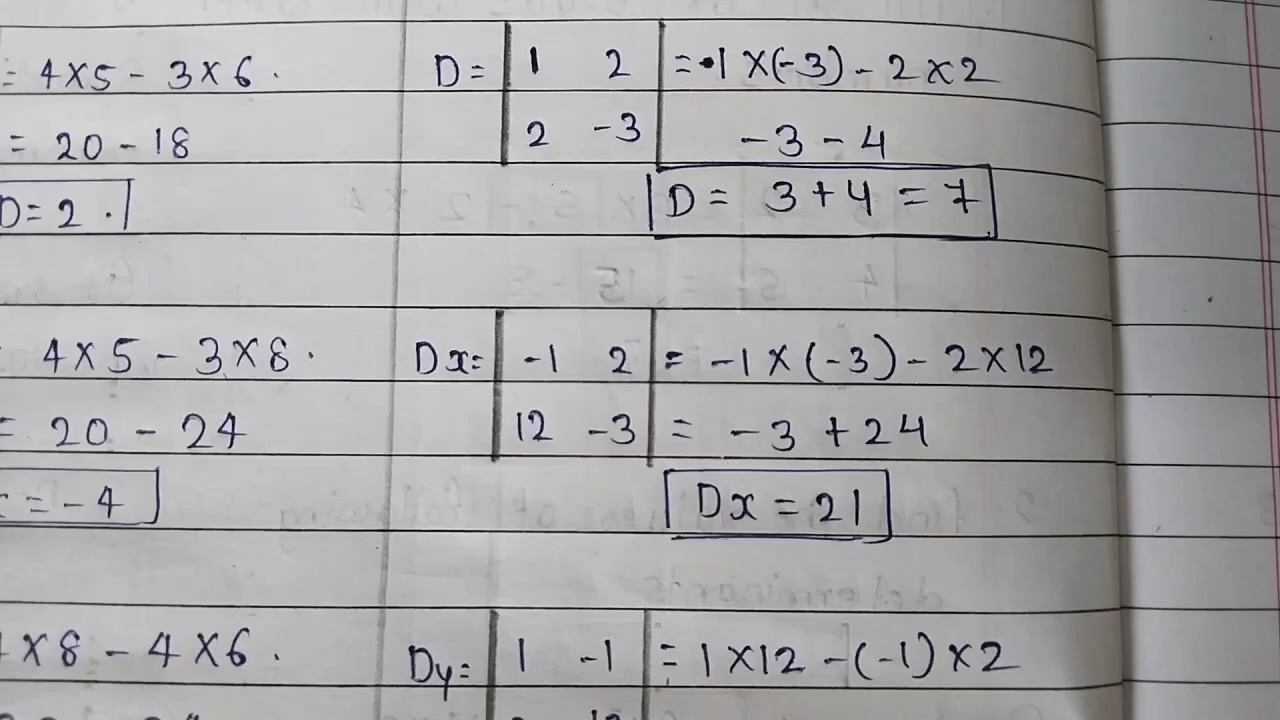 = 4×5 - 3×6.
= 20 - 18
D = 2.
4×5 - 3×8.
= 20 - 24
= -4
×8 - 4×6.
D = | 1 2 | = 1×(-3) - 2×2
| 2 -3 | -3 - 4
D = 3 + 4 = 7
Dx = | -1 2 | = -1×(-3) - 2×12
| 12 -3 | = -3 + 24
Dx = 21
Dy = | 1 -1 | = 1×12 - (-1)×2